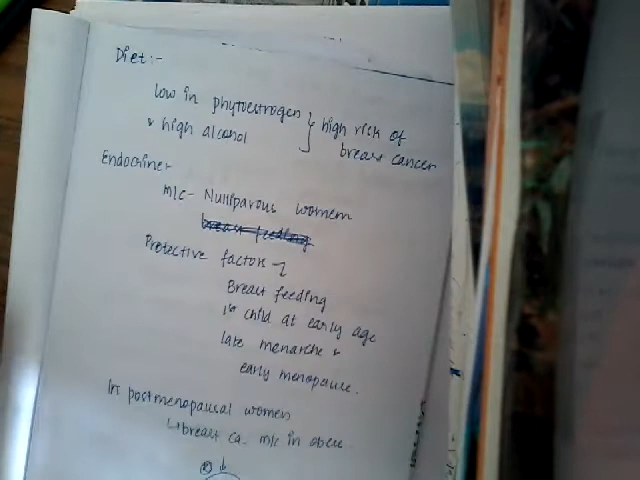 Diet:-
low in phytoestrogen } high risk of
& high alcohol breast cancer
Endocrine-
m/c - Nulliparous women
breast feeding
Protective factors -
Breast feeding
1st child at early age
late menarche &
early menopause.
In postmenopausal women
↳ breast ca. m/c in obese